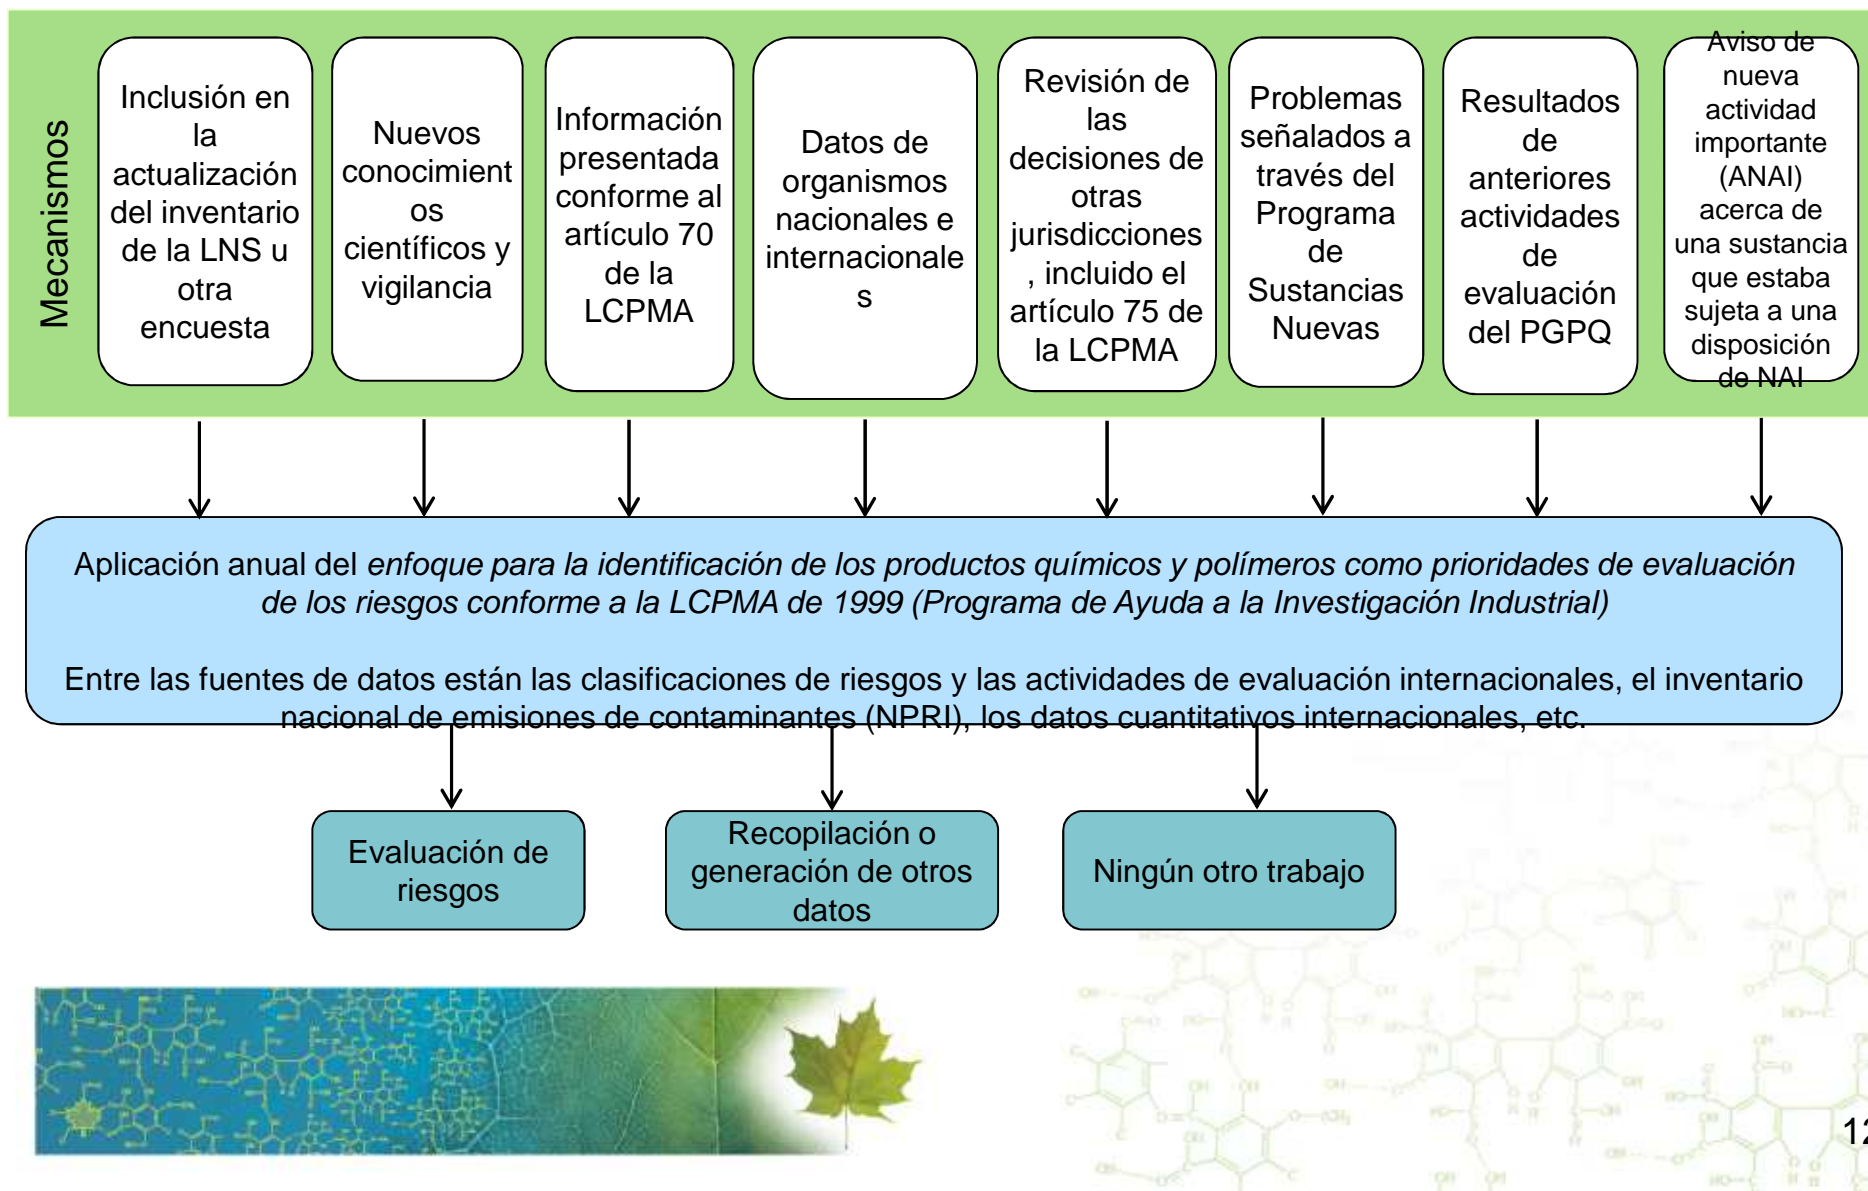 Mecanismos
Inclusión en
la
actualización
del inventario
de la LNS u
otra
encuesta
Nuevos
conocimient
os
científicos y
vigilancia
Información
presentada
conforme al
artículo 70
de la
LCPMA
Datos de
organismos
nacionales e
internacionale
s
Revisión de
las
decisiones de
otras
jurisdicciones
, incluido el
artículo 75 de
la LCPMA
Problemas
señalados a
través del
Programa
de
Sustancias
Nuevas
Resultados
de
anteriores
actividades
de
evaluación
del PGPQ
Aviso de
nueva
actividad
importante
(ANAI)
acerca de
una sustancia
que estaba
sujeta a una
disposición
de NAI
Aplicación anual del enfoque para la identificación de los productos químicos y polímeros como prioridades de evaluación
de los riesgos conforme a la LCPMA de 1999 (Programa de Ayuda a la Investigación Industrial)
Entre las fuentes de datos están las clasificaciones de riesgos y las actividades de evaluación internacionales, el inventario
nacional de emisiones de contaminantes (NPRI), los datos cuantitativos internacionales, etc.
Evaluación de
riesgos
Recopilación o
generación de otros
datos
Ningún otro trabajo
12